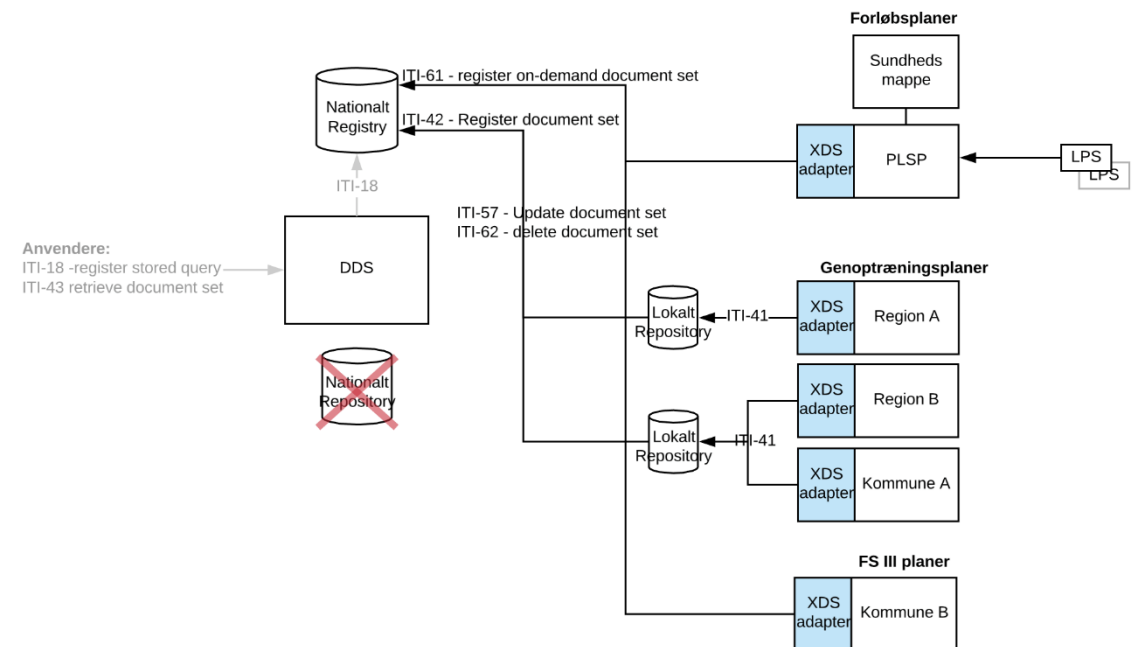 Forløbsplaner
Sundheds
mappe
ITI-61 - register on-demand document set
Nationalt
Registry
ITI-42 - Register document set
XDS
adapter
PLSP
LPS
LPS
ITI-18
ITI-57 - Update document set
ITI-62 - delete document set
Anvendere:
ITI-18 -register stored query
ITI-43 retrieve document set
DDS
Genoptræningsplaner
Lokalt
Repository
ITI-41
XDS
adapter
Region A
Nationalt
Repository
XDS
adapter
Region B
Lokalt
Repository
ITI-41
XDS
adapter
Kommune A
FS III planer
XDS
adapter
Kommune B